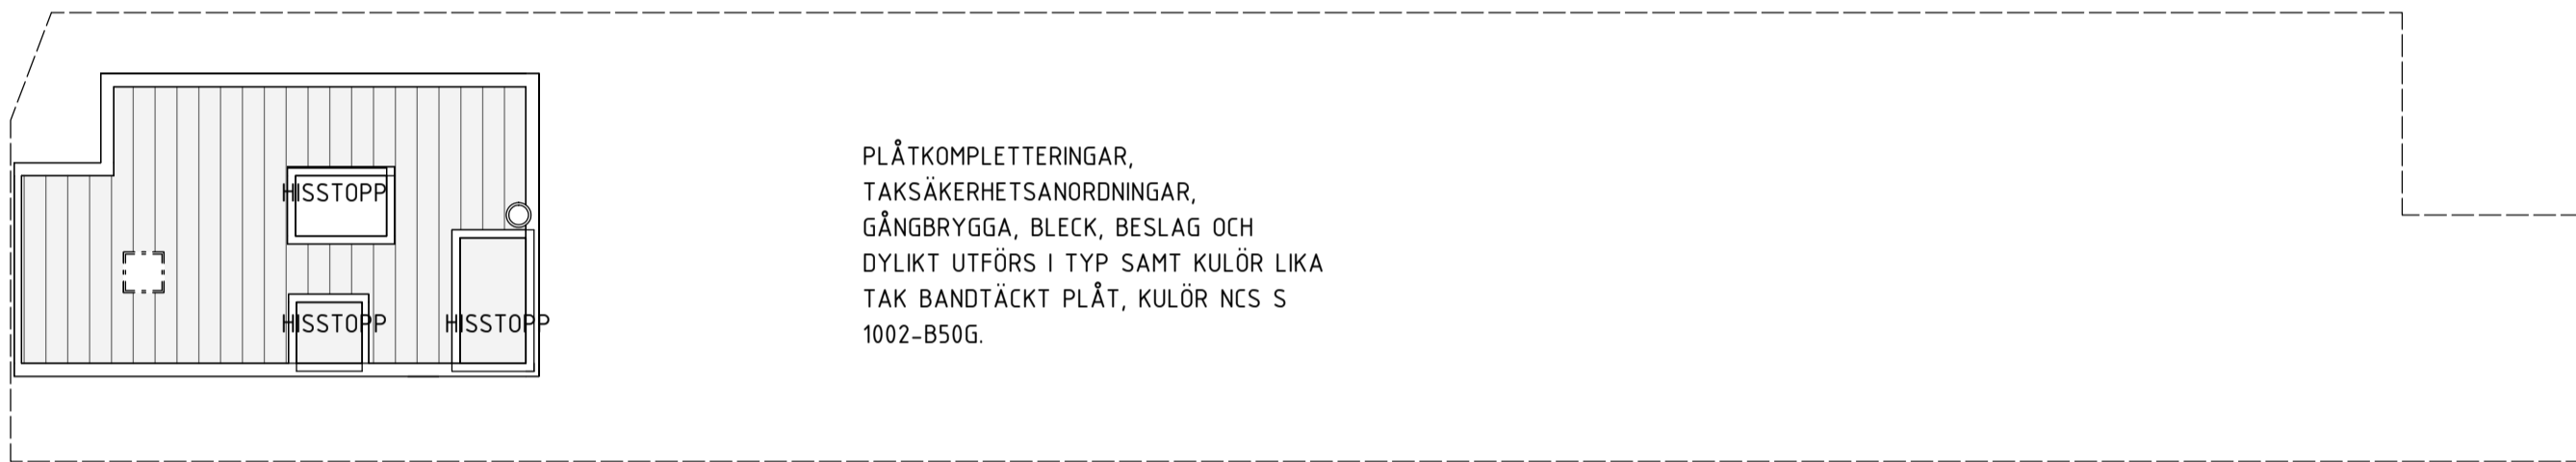 HISSTOPP
HISSTOPP
HISSTOPP
PLÅTKOMPLETTERINGAR,
TAKSÄKERHETSANORDNINGAR,
GÅNGBRYGGA, BLECK, BESLAG OCH
DYLIKT UTFÖRS I TYP SAMT KULÖR LIKA
TAK BANDTÄCKT PLÅT, KULÖR NCS S
1002-B50G.